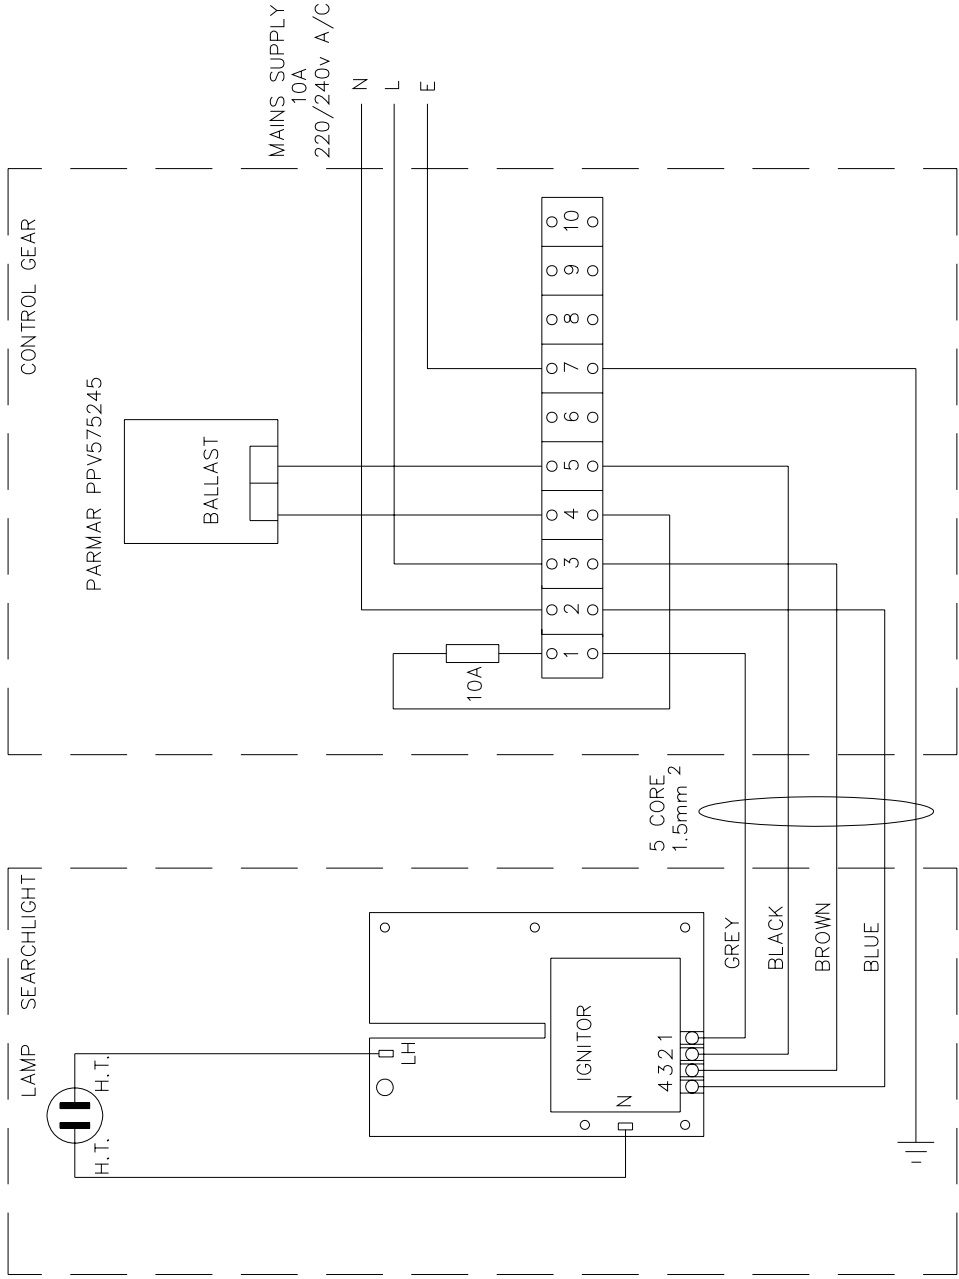 MAINS SUPPLY
10A
220/240v A/C
N
L
E
CONTROL GEAR
PARMAR PPV575245
BALLAST
10A
1
2
3
4
5
6
7
8
9
10
5 CORE
1.5mm 2
LAMP SEARCHLIGHT
H.T.
H.T.
LH
IGNITOR
N
4 3 2 1
GREY
BLACK
BROWN
BLUE